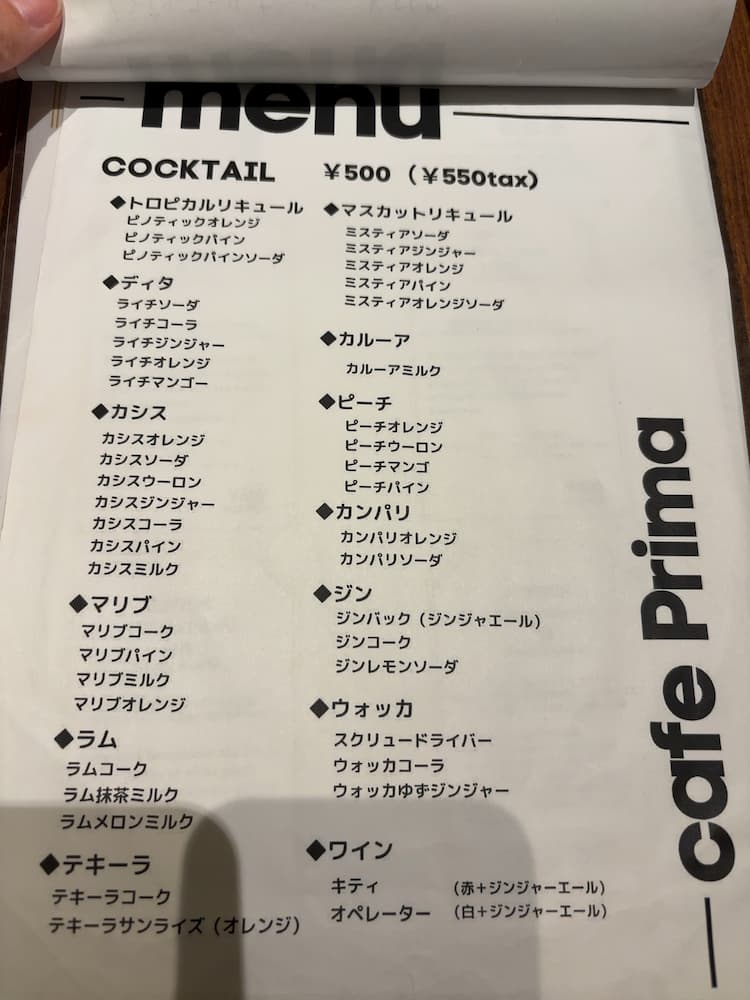 menu
COCKTAIL ￥500（￥550tax）
◆トロピカルリキュール
ピノティックオレンジ
ピノティックパイン
ピノティックパインソーダ
◆ディタ
ライチソーダ
ライチコーラ
ライチジンジャー
ライチオレンジ
ライチマンゴー
◆カシス
カシスオレンジ
カシスソーダ
カシスウーロン
カシスジンジャー
カシスコーラ
カシスパイン
カシスミルク
◆マリブ
マリブコーク
マリブパイン
マリブミルク
マリブオレンジ
◆ラム
ラムコーク
ラム抹茶ミルク
ラムメロンミルク
◆テキーラ
テキーラコーク
テキーラサンライズ（オレンジ）
◆マスカットリキュール
ミスティアソーダ
ミスティアジンジャー
ミスティアオレンジ
ミスティアパイン
ミスティアオレンジソーダ
◆カルーア
カルーアミルク
◆ピーチ
ピーチオレンジ
ピーチウーロン
ピーチマンゴ
ピーチパイン
◆カンパリ
カンパリオレンジ
カンパリソーダ
◆ジン
ジンバック（ジンジャエール）
ジンコーク
ジンレモンソーダ
◆ウォッカ
スクリュードライバー
ウォッカコーラ
ウォッカゆずジンジャー
◆ワイン
キティ （赤＋ジンジャーエール）
オペレーター （白＋ジンジャーエール）
cafe Prima